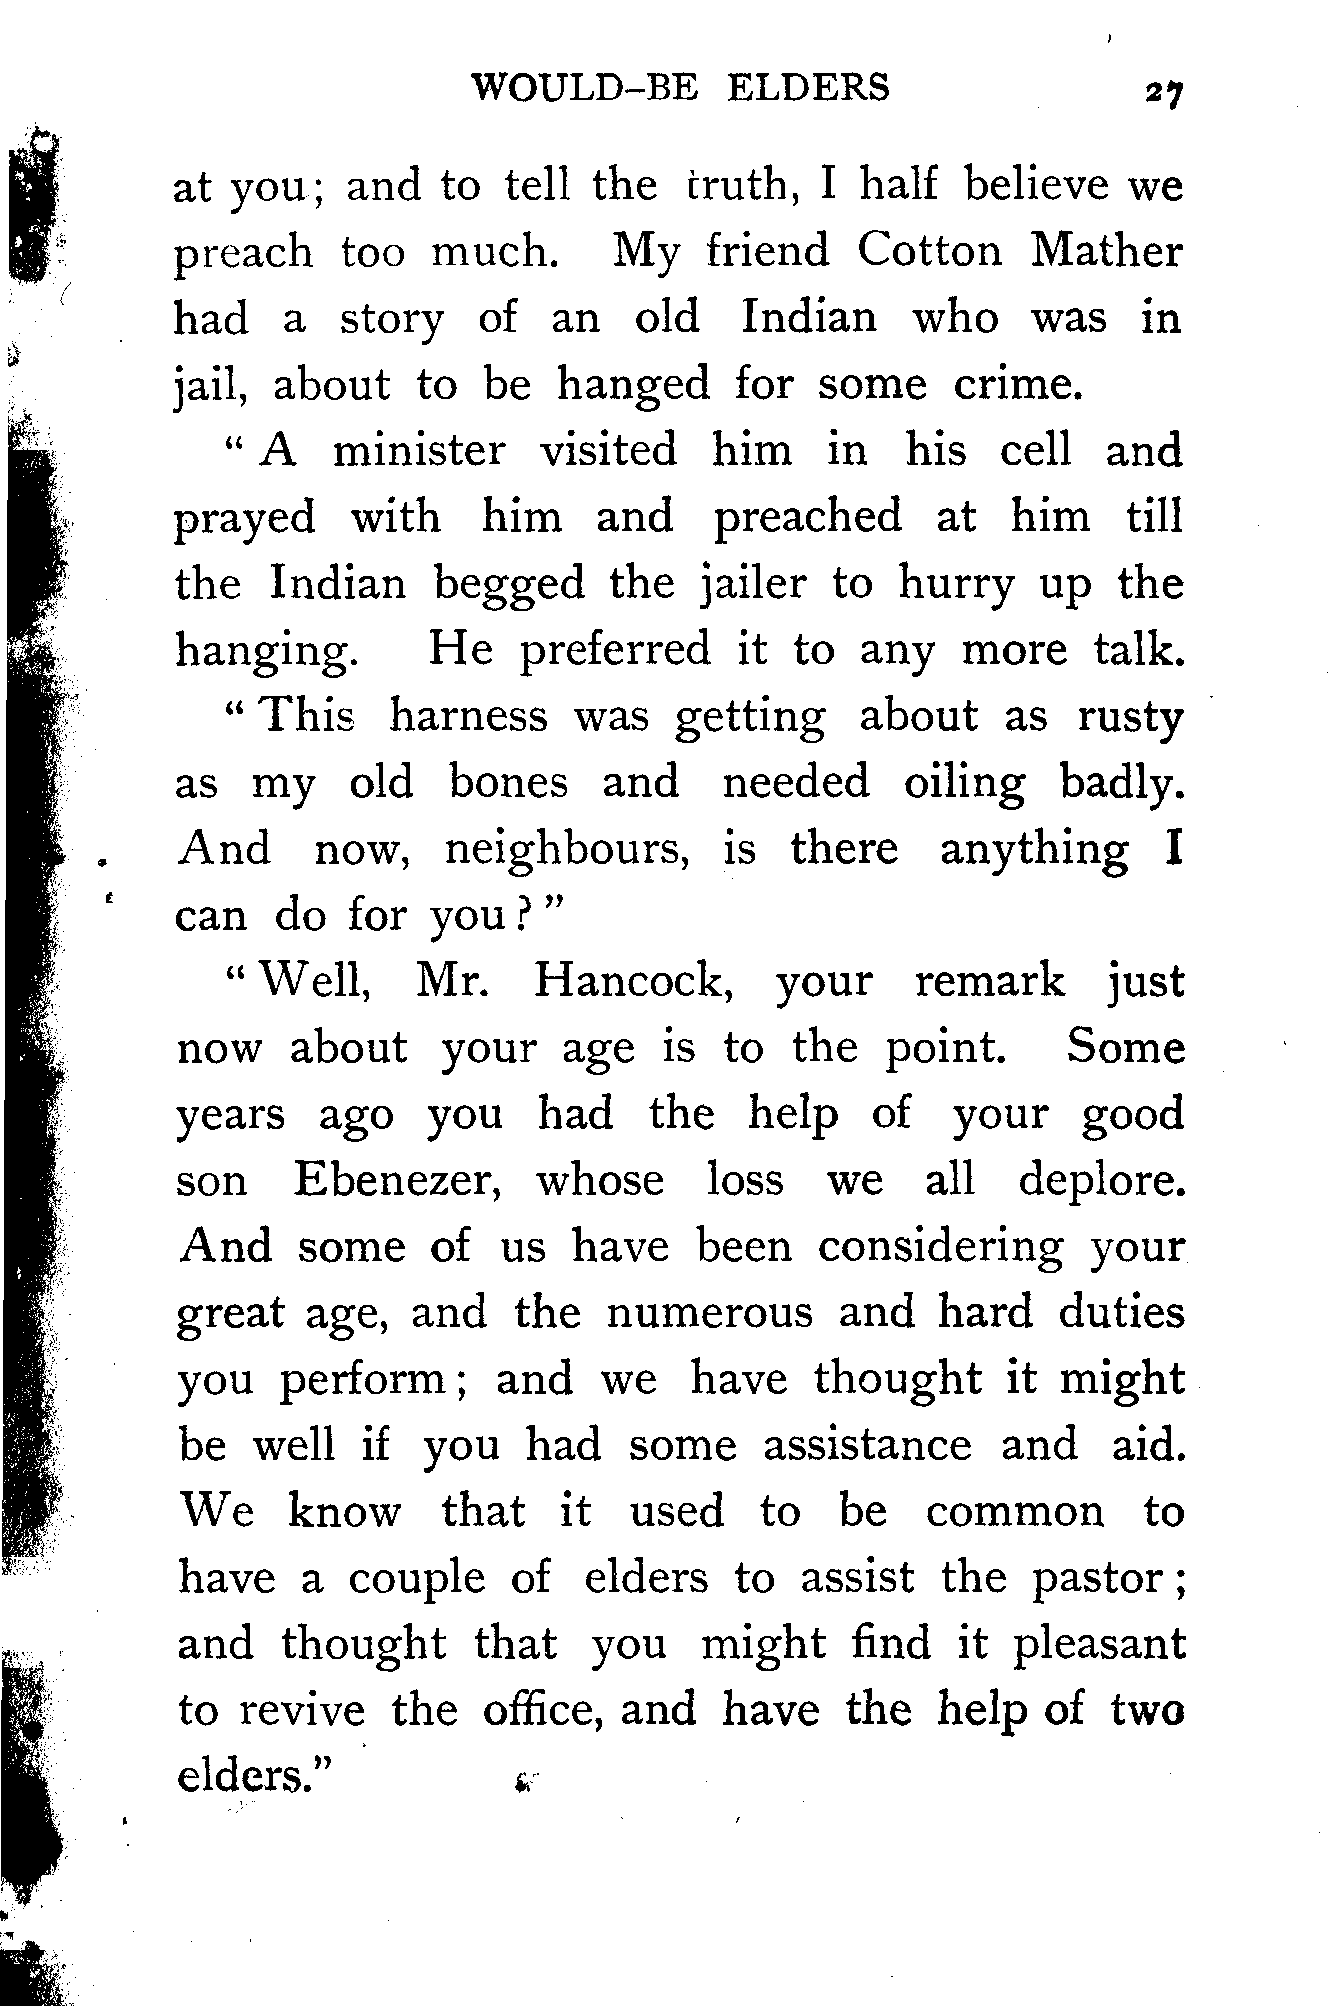 WOULD-BE ELDERS 27
at you; and to tell the truth, I half believe we
preach too much. My friend Cotton Mather
had a story of an old Indian who was in
jail, about to be hanged for some crime.
"A minister visited him in his cell and
prayed with him and preached at him till
the Indian begged the jailer to hurry up the
hanging. He preferred it to any more talk.
"This harness was getting about as rusty
as my old bones and needed oiling badly.
And now, neighbours, is there anything I
can do for you?"
"Well, Mr. Hancock, your remark just
now about your age is to the point. Some
years ago you had the help of your good
son Ebenezer, whose loss we all deplore.
And some of us have been considering your
great age, and the numerous and hard duties
you perform; and we have thought it might
be well if you had some assistance and aid.
We know that it used to be common to
have a couple of elders to assist the pastor;
and thought that you might find it pleasant
to revive the office, and have the help of two
elders."